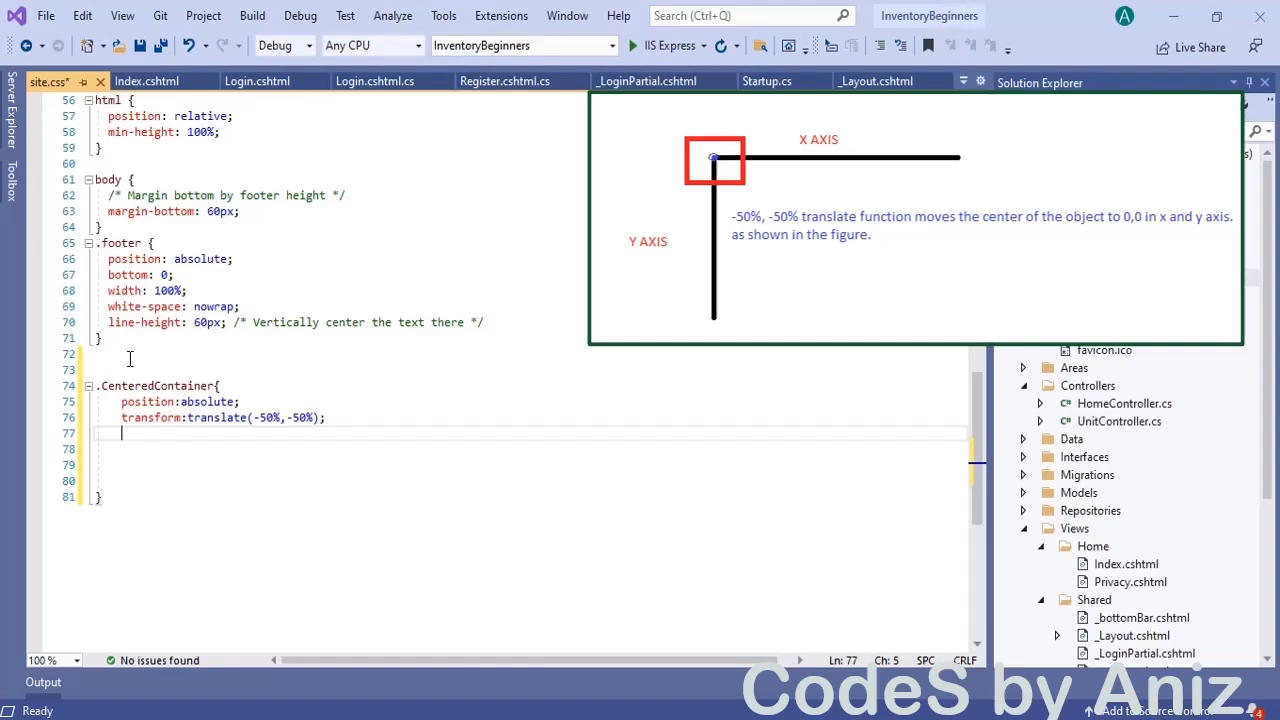 File Edit View Git Project Build Debug Test Analyze Tools Extensions Window Help Search (Ctrl+Q) InventoryBeginners A
Debug Any CPU InventoryBeginners IIS Express Live Share
Server Explorer
Toolbox
site.css* Index.cshtml Login.cshtml Login.cshtml.cs Register.cshtml.cs _LoginPartial.cshtml Startup.cs _Layout.cshtml
56 html {
57 position: relative;
58 min-height: 100%;
59 }
60
61 body {
62 /* Margin bottom by footer height */
63 margin-bottom: 60px;
64 }
65 .footer {
66 position: absolute;
67 bottom: 0;
68 width: 100%;
69 white-space: nowrap;
70 line-height: 60px; /* Vertically center the text there */
71 }
72
73
74 .CenteredContainer{
75 position:absolute;
76 transform:translate(-50%,-50%);
77
78
79
80
81 }
X AXIS
Y AXIS
-50%, -50% translate function moves the center of the object to 0,0 in x and y axis.
as shown in the figure.
Solution Explorer
favicon.ico
Areas
Controllers
HomeController.cs
UnitController.cs
Data
Interfaces
Migrations
Models
Repositories
Views
Home
Index.cshtml
Privacy.cshtml
Shared
_bottomBar.cshtml
_Layout.cshtml
_LoginPartial.cshtml
100 % No issues found Ln: 77 Ch: 5 SPC CRLF
Output
CodeS by Aniz
Ready Add to Source Control 4